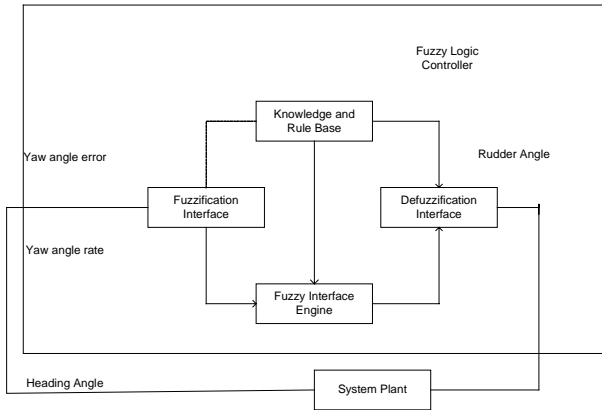 Fuzzy Logic
Controller
Knowledge and
Rule Base
Yaw angle error
Rudder Angle
Fuzzification
Interface
Defuzzification
Interface
Yaw angle rate
Fuzzy Interface
Engine
Heading Angle
System Plant